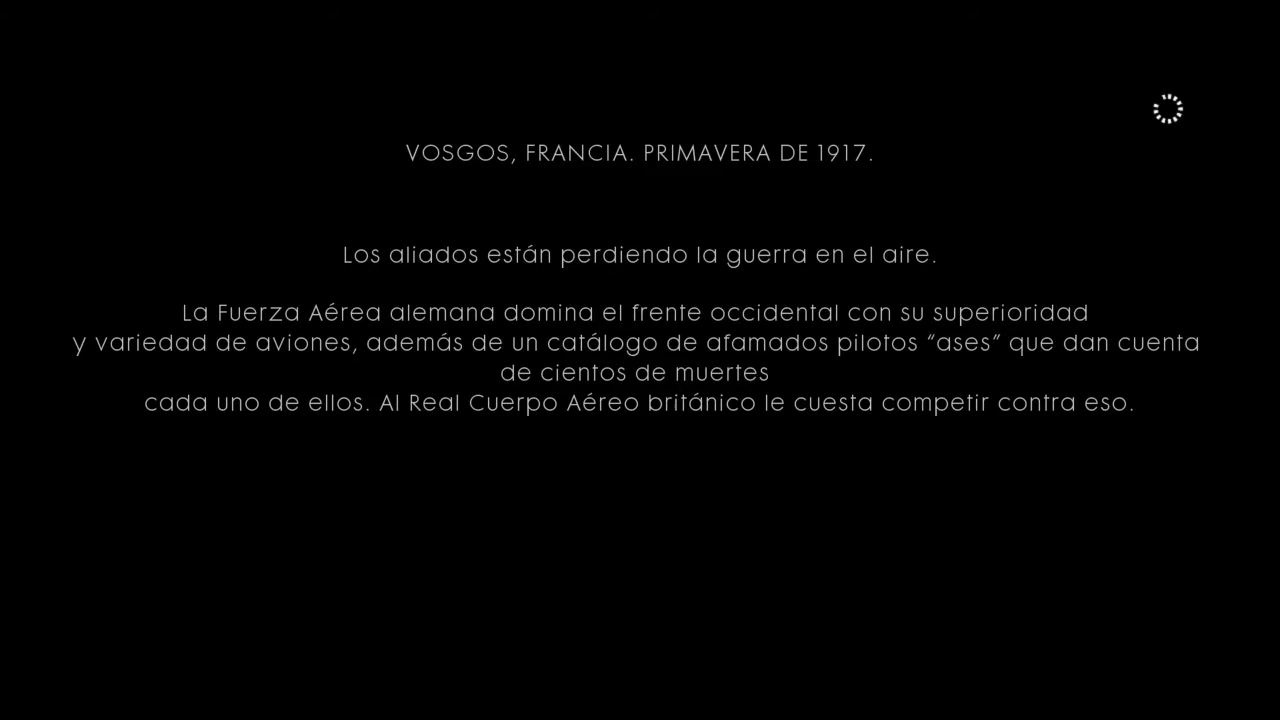 VOSGOS, FRANCIA. PRIMAVERA DE 1917.
Los aliados están perdiendo la guerra en el aire.
La Fuerza Aérea alemana domina el frente occidental con su superioridad
y variedad de aviones, además de un catálogo de afamados pilotos “ases” que dan cuenta
de cientos de muertes
cada uno de ellos. Al Real Cuerpo Aéreo británico le cuesta competir contra eso.